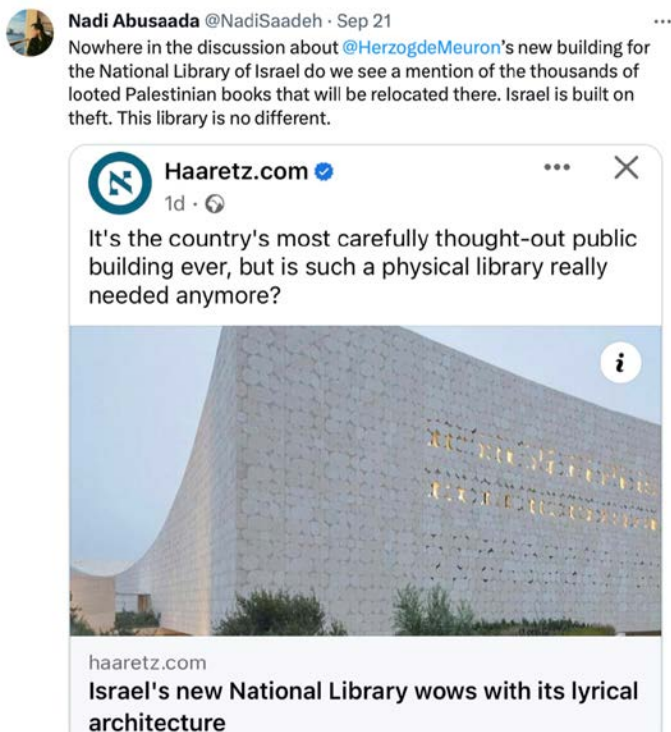 Nadi Abusaada @NadiSaadeh · Sep 21
Nowhere in the discussion about @HerzogdeMeuron's new building for
the National Library of Israel do we see a mention of the thousands of
looted Palestinian books that will be relocated there. Israel is built on
theft. This library is no different.
Haaretz.com
1d ·
It's the country's most carefully thought-out public
building ever, but is such a physical library really
needed anymore?
haaretz.com
Israel's new National Library wows with its lyrical
architecture